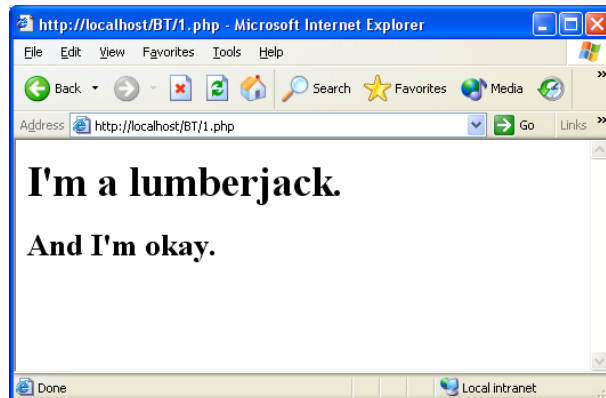 http://localhost/BT/1.php - Microsoft Internet Explorer
File Edit View Favorites Tools Help
Back Search Favorites Media »
Address http://localhost/BT/1.php Go Links »
I'm a lumberjack.
And I'm okay.
Done Local intranet